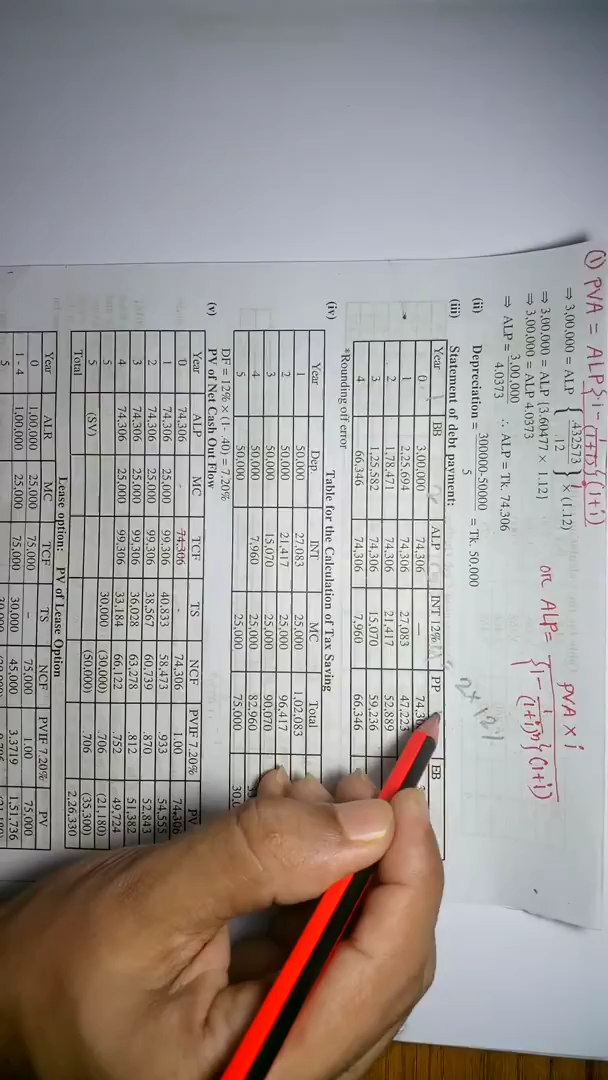 ① PVA = ALP{1 - 1/(1+i)ⁿ}(1+i)
or ALP = PVA × i / {1 - 1/(1+i)ⁿ}(1+i)
⇒ 3,00,000 = ALP { .432573 / .12 } × (1.12)
⇒ 3,00,000 = ALP {3.60477 × 1.12}
⇒ 3,00,000 = ALP 4.0373
⇒ ALP = 3,00,000 / 4.0373 ∴ ALP = Tk. 74,306
(ii) Depreciation = 300000-50000 / 5 = Tk. 50,000
(iii) Statement of debt payment:
Year BB ALP INT 12% PP BB
0 3,00,000 74,306 —
1 2,25,694 74,306 27,083 47,223
2 1,78,471 74,306 21,417 52,889
3 1,25,582 74,306 15,070 59,236
4 66,346 74,306 7,960 66,346
*Rounding off error
(iv) Table for the Calculation of Tax Saving
Year Dep. INT MC Total
1 50,000 27,083 25,000 1,02,083
2 50,000 21,417 25,000 96,417
3 50,000 15,070 25,000 90,070
4 50,000 7,960 25,000 82,960
5 50,000 25,000 75,000
DF = 12% × (1- .40) = 7.20%
(v) PV of Net Cash Out Flow
Year ALP MC TCF TS NCF PVIF 7.20% PV
0 74,306 - 74,306 - 74,306 1.00 74,306
1 74,306 25,000 99,306 40,833 58,473 .933 54,555
2 74,306 25,000 99,306 38,567 60,739 .870 52,843
3 74,306 25,000 99,306 36,028 63,278 .812 51,382
4 74,306 25,000 99,306 33,184 66,122 .752 49,724
5 30,000 (30,000) .706 (21,180)
5 (SV) (50,000) .706 (35,300)
Total 2,26,330
Lease option: PV of Lease Option
Year ALR MC TCF TS NCF PVIF 7.20% PV
0 1,00,000 25,000 75,000 – 75,000 1.00 75,000
1 - 4 1,00,000 25,000 75,000 30,000 45,000 3.3719 1,51,736
5